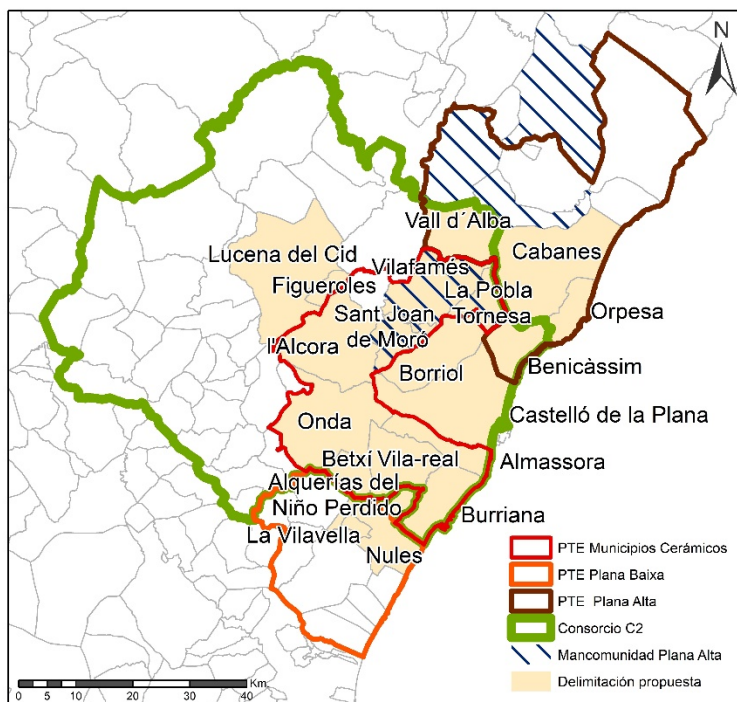 N
Vall d´Alba
Cabanes
Lucena del Cid
Vilafamés
Figueroles
La Pobla
Tornesa
Orpesa
Sant Joan
de Moró
l'Alcora
Borriol
Benicàssim
Castelló de la Plana
Onda
Betxí Vila-real
Almassora
Alquerías del
Niño Perdido
Burriana
La Vilavella
Nules
PTE Municipios Cerámicos
PTE Plana Baixa
PTE Plana Alta
Consorcio C2
Mancomunidad Plana Alta
Delimitación propuesta
Km
0 5 10 20 30 40